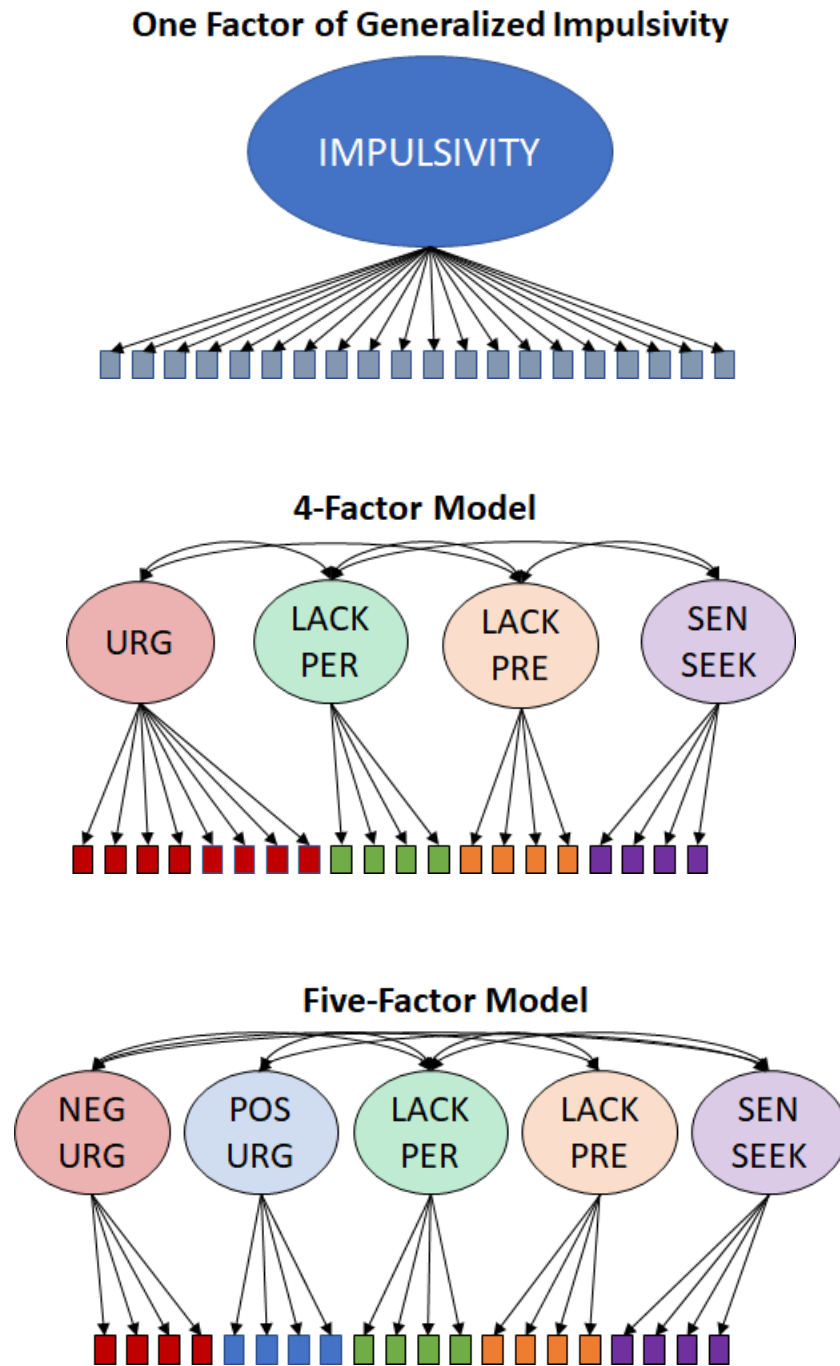 One Factor of Generalized Impulsivity
IMPULSIVITY
4-Factor Model
URG
LACK
PER
LACK
PRE
SEN
SEEK
Five-Factor Model
NEG
URG
POS
URG
LACK
PER
LACK
PRE
SEN
SEEK